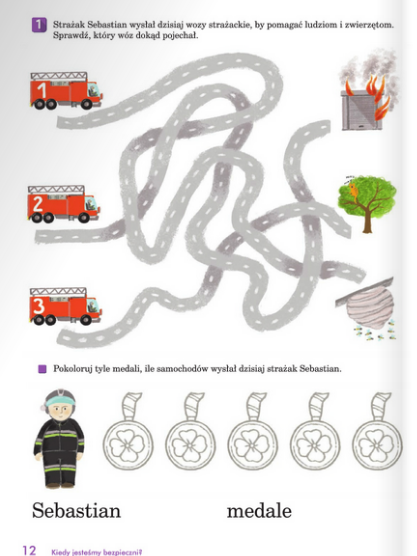 1 Strażak Sebastian wysłał dzisiaj wozy strażackie, by pomagać ludziom i zwierzętom.
Sprawdź, który wóz dokąd pojechał.
1
2
3
Pokoloruj tyle medali, ile samochodów wysłał dzisiaj strażak Sebastian.
Sebastian medale
12 Kiedy jesteśmy bezpieczni?